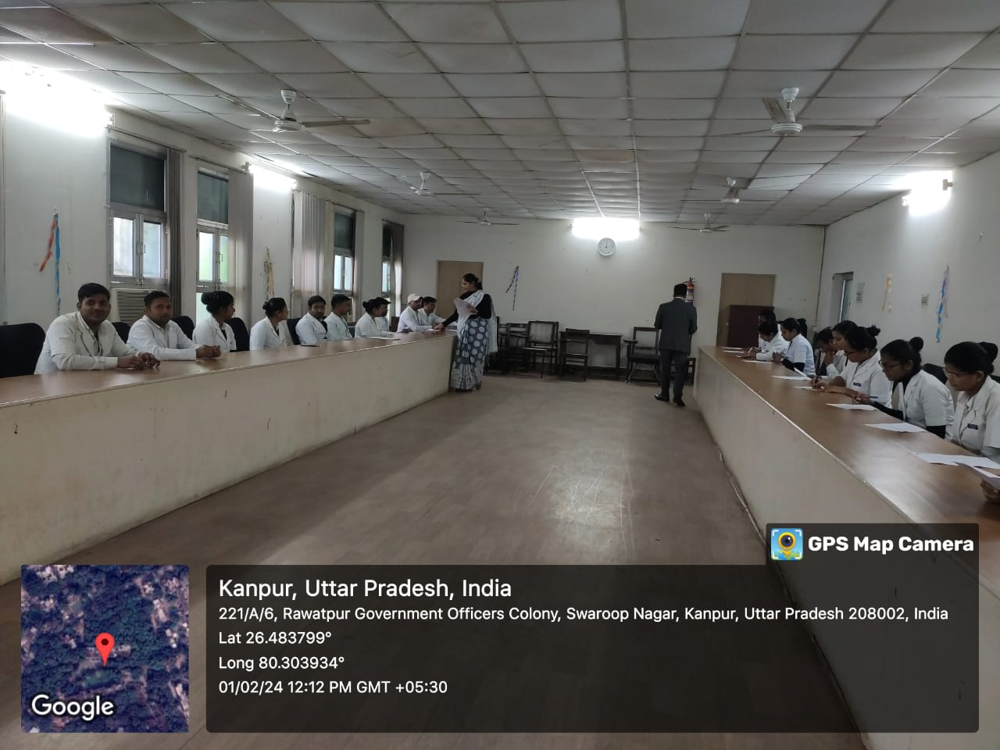 GPS Map Camera
Kanpur, Uttar Pradesh, India
221/A/6, Rawatpur Government Officers Colony, Swaroop Nagar, Kanpur, Uttar Pradesh 208002, India
Lat 26.483799°
Long 80.303934°
01/02/24 12:12 PM GMT +05:30
Google